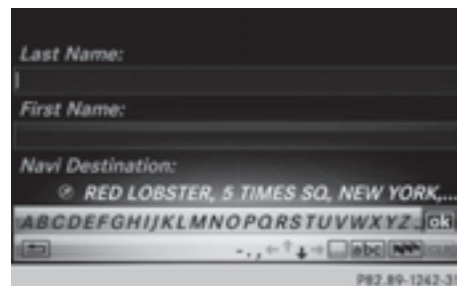 Last Name:
First Name:
Navi Destination:
RED LOBSTER, 5 TIMES SQ, NEW YORK,...
ABCDEFGHIJKLMNOPQRSTUVWXYZ_ ok
- . , ← ↑ ↓ → abc
P82.89-1242-31